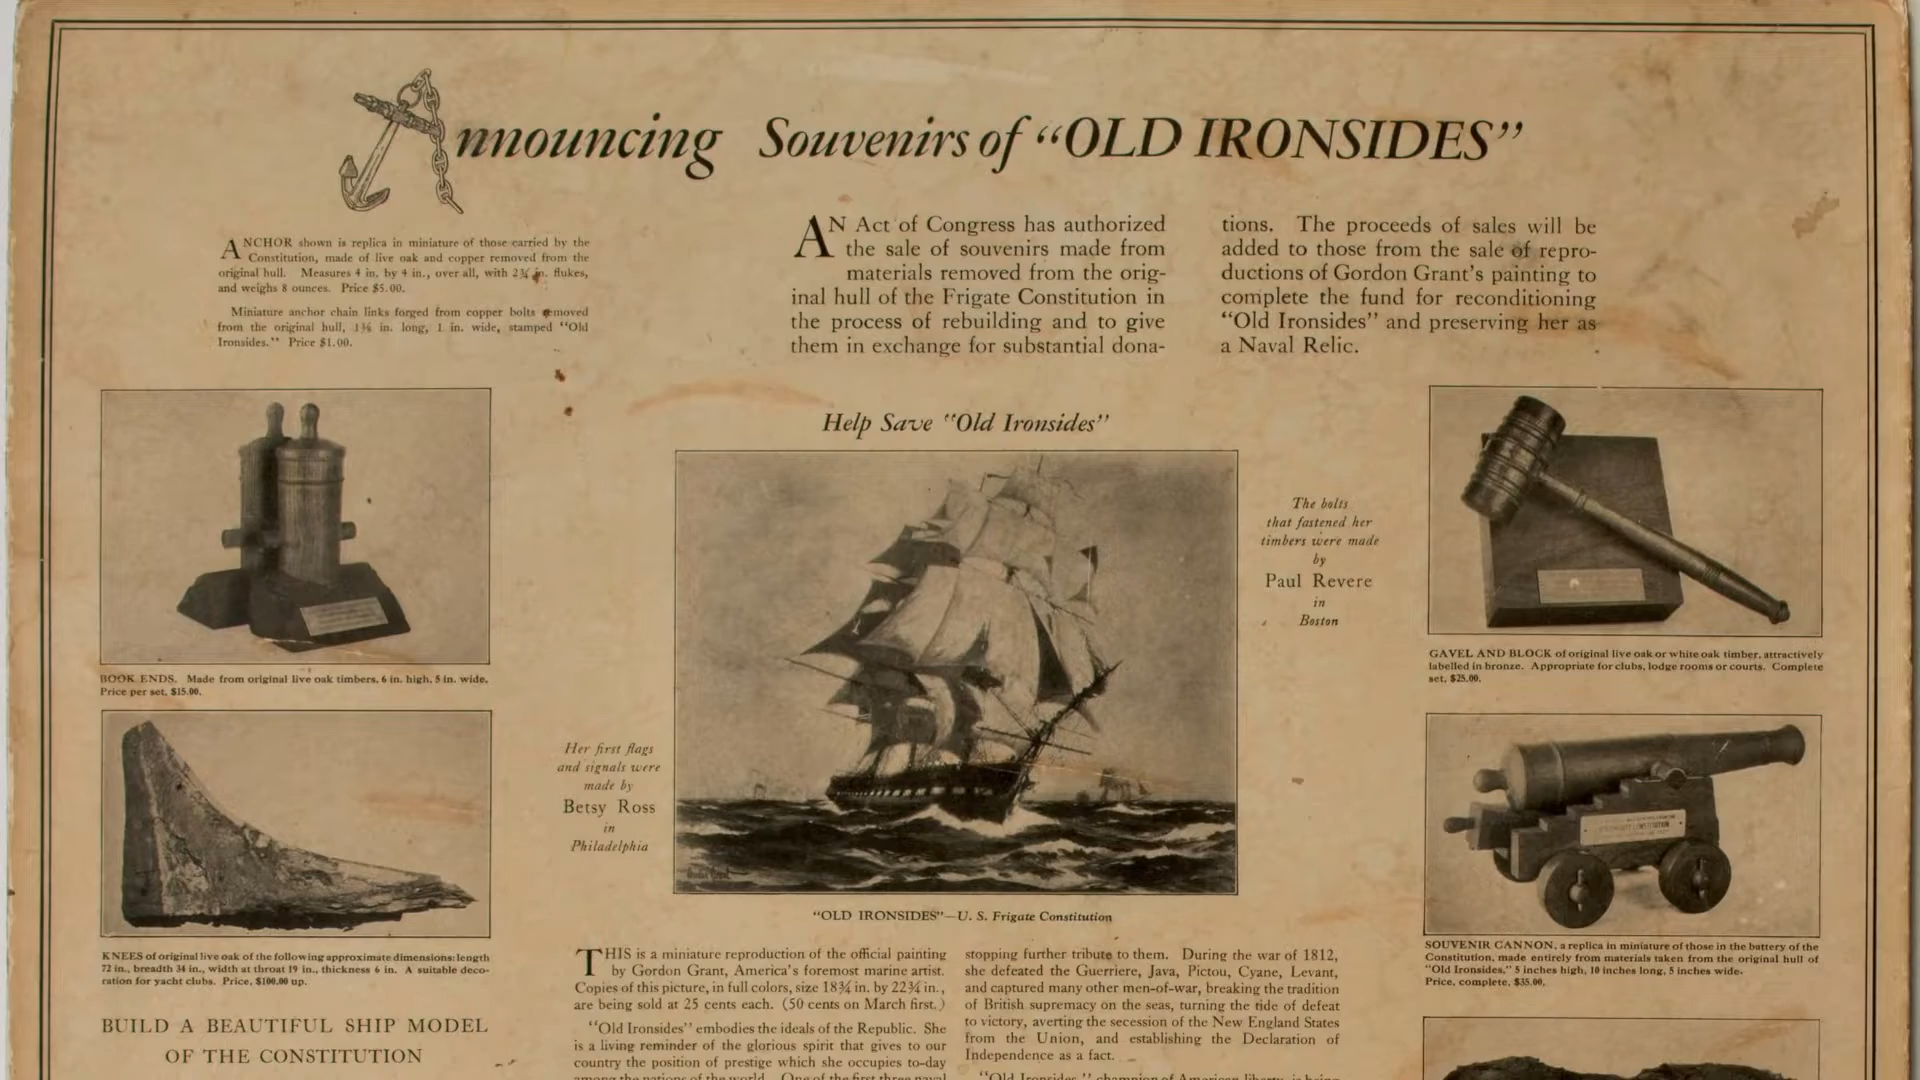 Announcing Souvenirs of “OLD IRONSIDES”
ANCHOR shown is replica in miniature of those carried by the
Constitution, made of live oak and copper removed from the
original hull. Measures 4 in. by 4 in., over all, with 2¾ in. flukes,
and weighs 8 ounces. Price $5.00.
Miniature anchor chain links forged from copper bolts removed
from the original hull, 1⅜ in. long, 1 in. wide, stamped “Old
Ironsides.” Price $1.00.
AN Act of Congress has authorized
the sale of souvenirs made from
materials removed from the orig-
inal hull of the Frigate Constitution in
the process of rebuilding and to give
them in exchange for substantial dona-
tions. The proceeds of sales will be
added to those from the sale of repro-
ductions of Gordon Grant's painting to
complete the fund for reconditioning
“Old Ironsides” and preserving her as
a Naval Relic.
BOOK ENDS. Made from original live oak timbers, 6 in. high, 5 in. wide.
Price per set, $15.00.
KNEES of original live oak of the following approximate dimensions: length
72 in., breadth 34 in., width at throat 19 in., thickness 6 in. A suitable deco-
ration for yacht clubs. Price, $100.00 up.
BUILD A BEAUTIFUL SHIP MODEL
OF THE CONSTITUTION
Help Save “Old Ironsides”
Her first flags
and signals were
made by
Betsy Ross
in
Philadelphia
The bolts
that fastened her
timbers were made
by
Paul Revere
in
Boston
“OLD IRONSIDES”—U. S. Frigate Constitution
THIS is a miniature reproduction of the official painting
by Gordon Grant, America's foremost marine artist.
Copies of this picture, in full colors, size 18¾ in. by 22¾ in.,
are being sold at 25 cents each. (50 cents on March first.)
“Old Ironsides” embodies the ideals of the Republic. She
is a living reminder of the glorious spirit that gives to our
country the position of prestige which she occupies to-day
among the nations of the world. One of the first three naval
stopping further tribute to them. During the war of 1812,
she defeated the Guerriere, Java, Pictou, Cyane, Levant,
and captured many other men-of-war, breaking the tradition
of British supremacy on the seas, turning the tide of defeat
to victory, averting the secession of the New England States
from the Union, and establishing the Declaration of
Independence as a fact.
“Old Ironsides,” champion of American liberty, is being
GAVEL AND BLOCK of original live oak or white oak timber, attractively
labelled in bronze. Appropriate for clubs, lodge rooms or courts. Complete
set, $25.00.
SOUVENIR CANNON, a replica in miniature of those in the battery of the
Constitution, made entirely from materials taken from the original hull of
“Old Ironsides.” 5 inches high, 10 inches long, 5 inches wide.
Price, complete, $35.00.